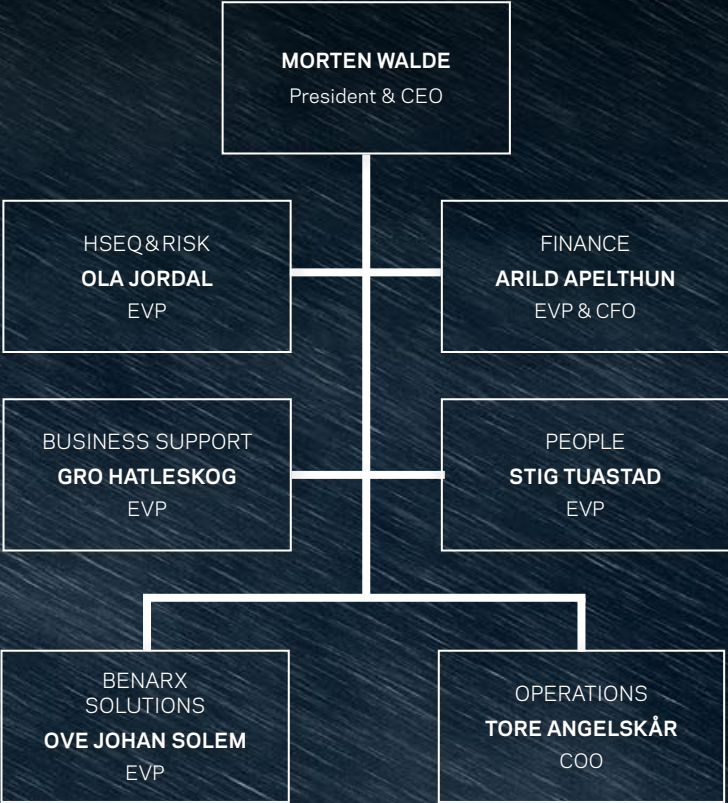 MORTEN WALDE
President & CEO
HSEQ & RISK
OLA JORDAL
EVP
FINANCE
ARILD APELTHUN
EVP & CFO
BUSINESS SUPPORT
GRO HATLESKOG
EVP
PEOPLE
STIG TUASTAD
EVP
BENARX
SOLUTIONS
OVE JOHAN SOLEM
EVP
OPERATIONS
TORE ANGELSKÅR
COO